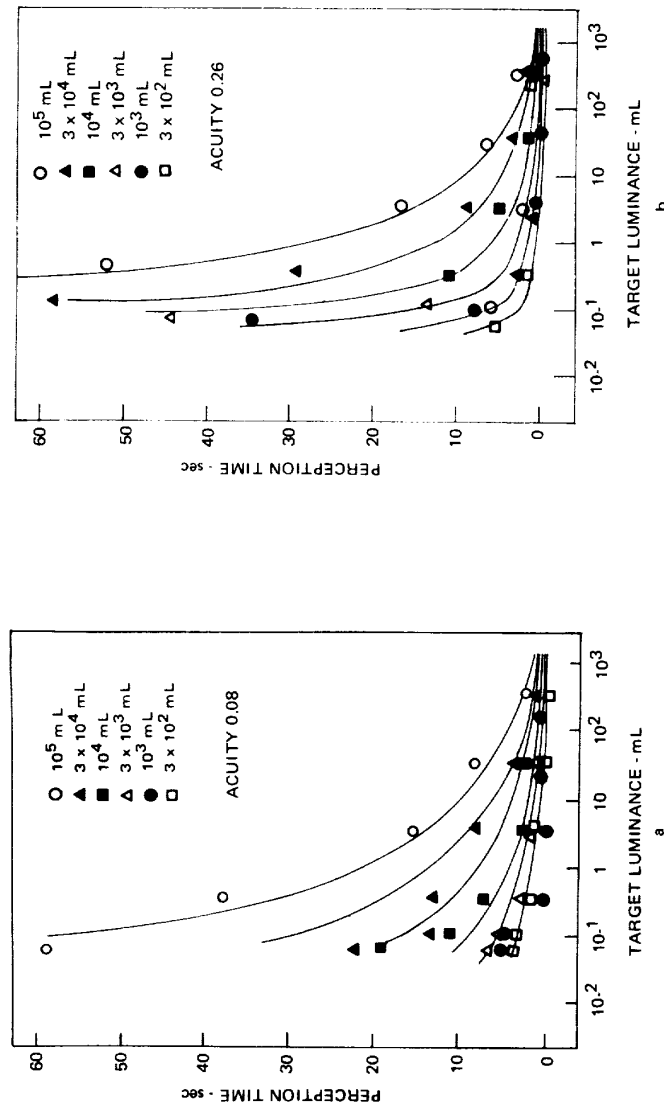 60
50
40
30
20
10
0
PERCEPTION TIME - sec
10⁻²
10⁻¹
1
10
10²
10³
TARGET LUMINANCE - mL
○ 10⁵ mL
▲ 3 x 10⁴ mL
■ 10⁴ mL
△ 3 x 10³ mL
● 10³ mL
□ 3 x 10² mL
ACUITY 0.08
a
60
50
40
30
20
10
0
PERCEPTION TIME - sec
10⁻²
10⁻¹
1
10
10²
10³
TARGET LUMINANCE - mL
○ 10⁵ mL
▲ 3 x 10⁴ mL
■ 10⁴ mL
△ 3 x 10³ mL
● 10³ mL
□ 3 x 10² mL
ACUITY 0.26
b